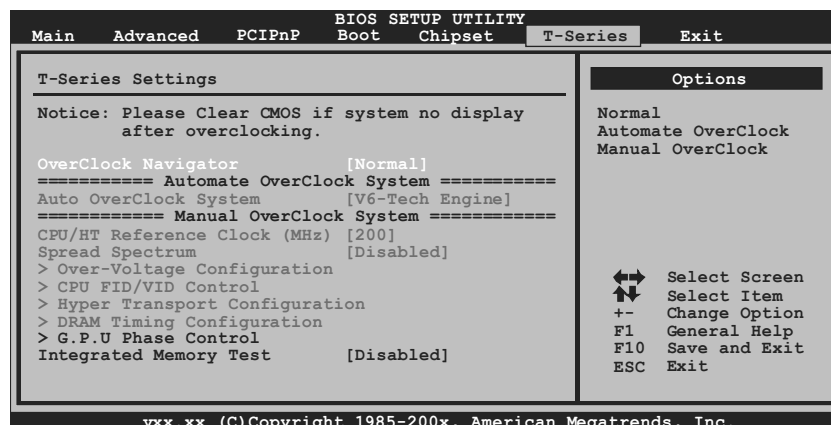 BIOS SETUP UTILITY
Main Advanced PCIPnP Boot Chipset T-Series Exit
T-Series Settings
Notice: Please Clear CMOS if system no display
after overclocking.
OverClock Navigator [Normal]
=========== Automate OverClock System ===========
Auto OverClock System [V6-Tech Engine]
============ Manual OverClock System ============
CPU/HT Reference Clock (MHz) [200]
Spread Spectrum [Disabled]
> Over-Voltage Configuration
> CPU FID/VID Control
> Hyper Transport Configuration
> DRAM Timing Configuration
> G.P.U Phase Control
Integrated Memory Test [Disabled]
Options
Normal
Automate OverClock
Manual OverClock
Select Screen
Select Item
+- Change Option
F1 General Help
F10 Save and Exit
ESC Exit
vxx.xx (C)Copyright 1985-200x, American Megatrends, Inc.